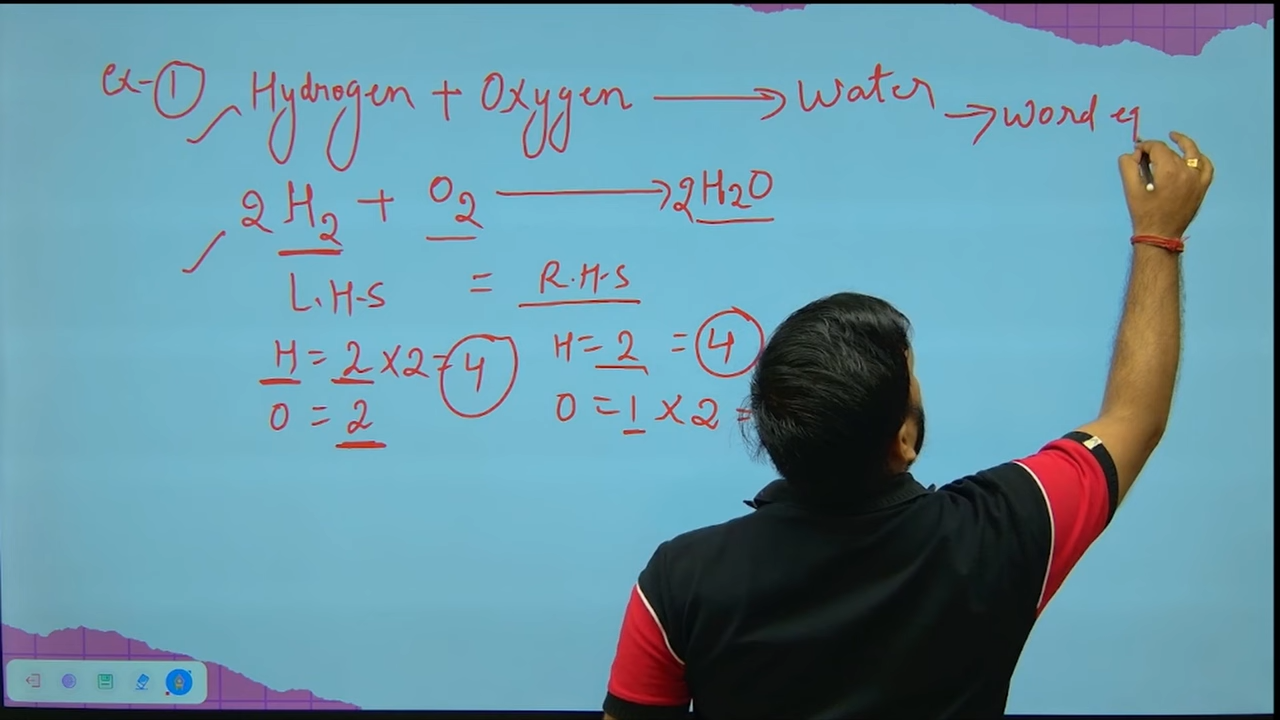 ex-① Hydrogen + Oxygen ⟶ Water → word eq
2H₂ + O₂ ⟶ 2H₂O
L.H-S = R.H-S
H = 2 × 2 = 4 H = 2 = 4
O = 2 O = 1 × 2 =